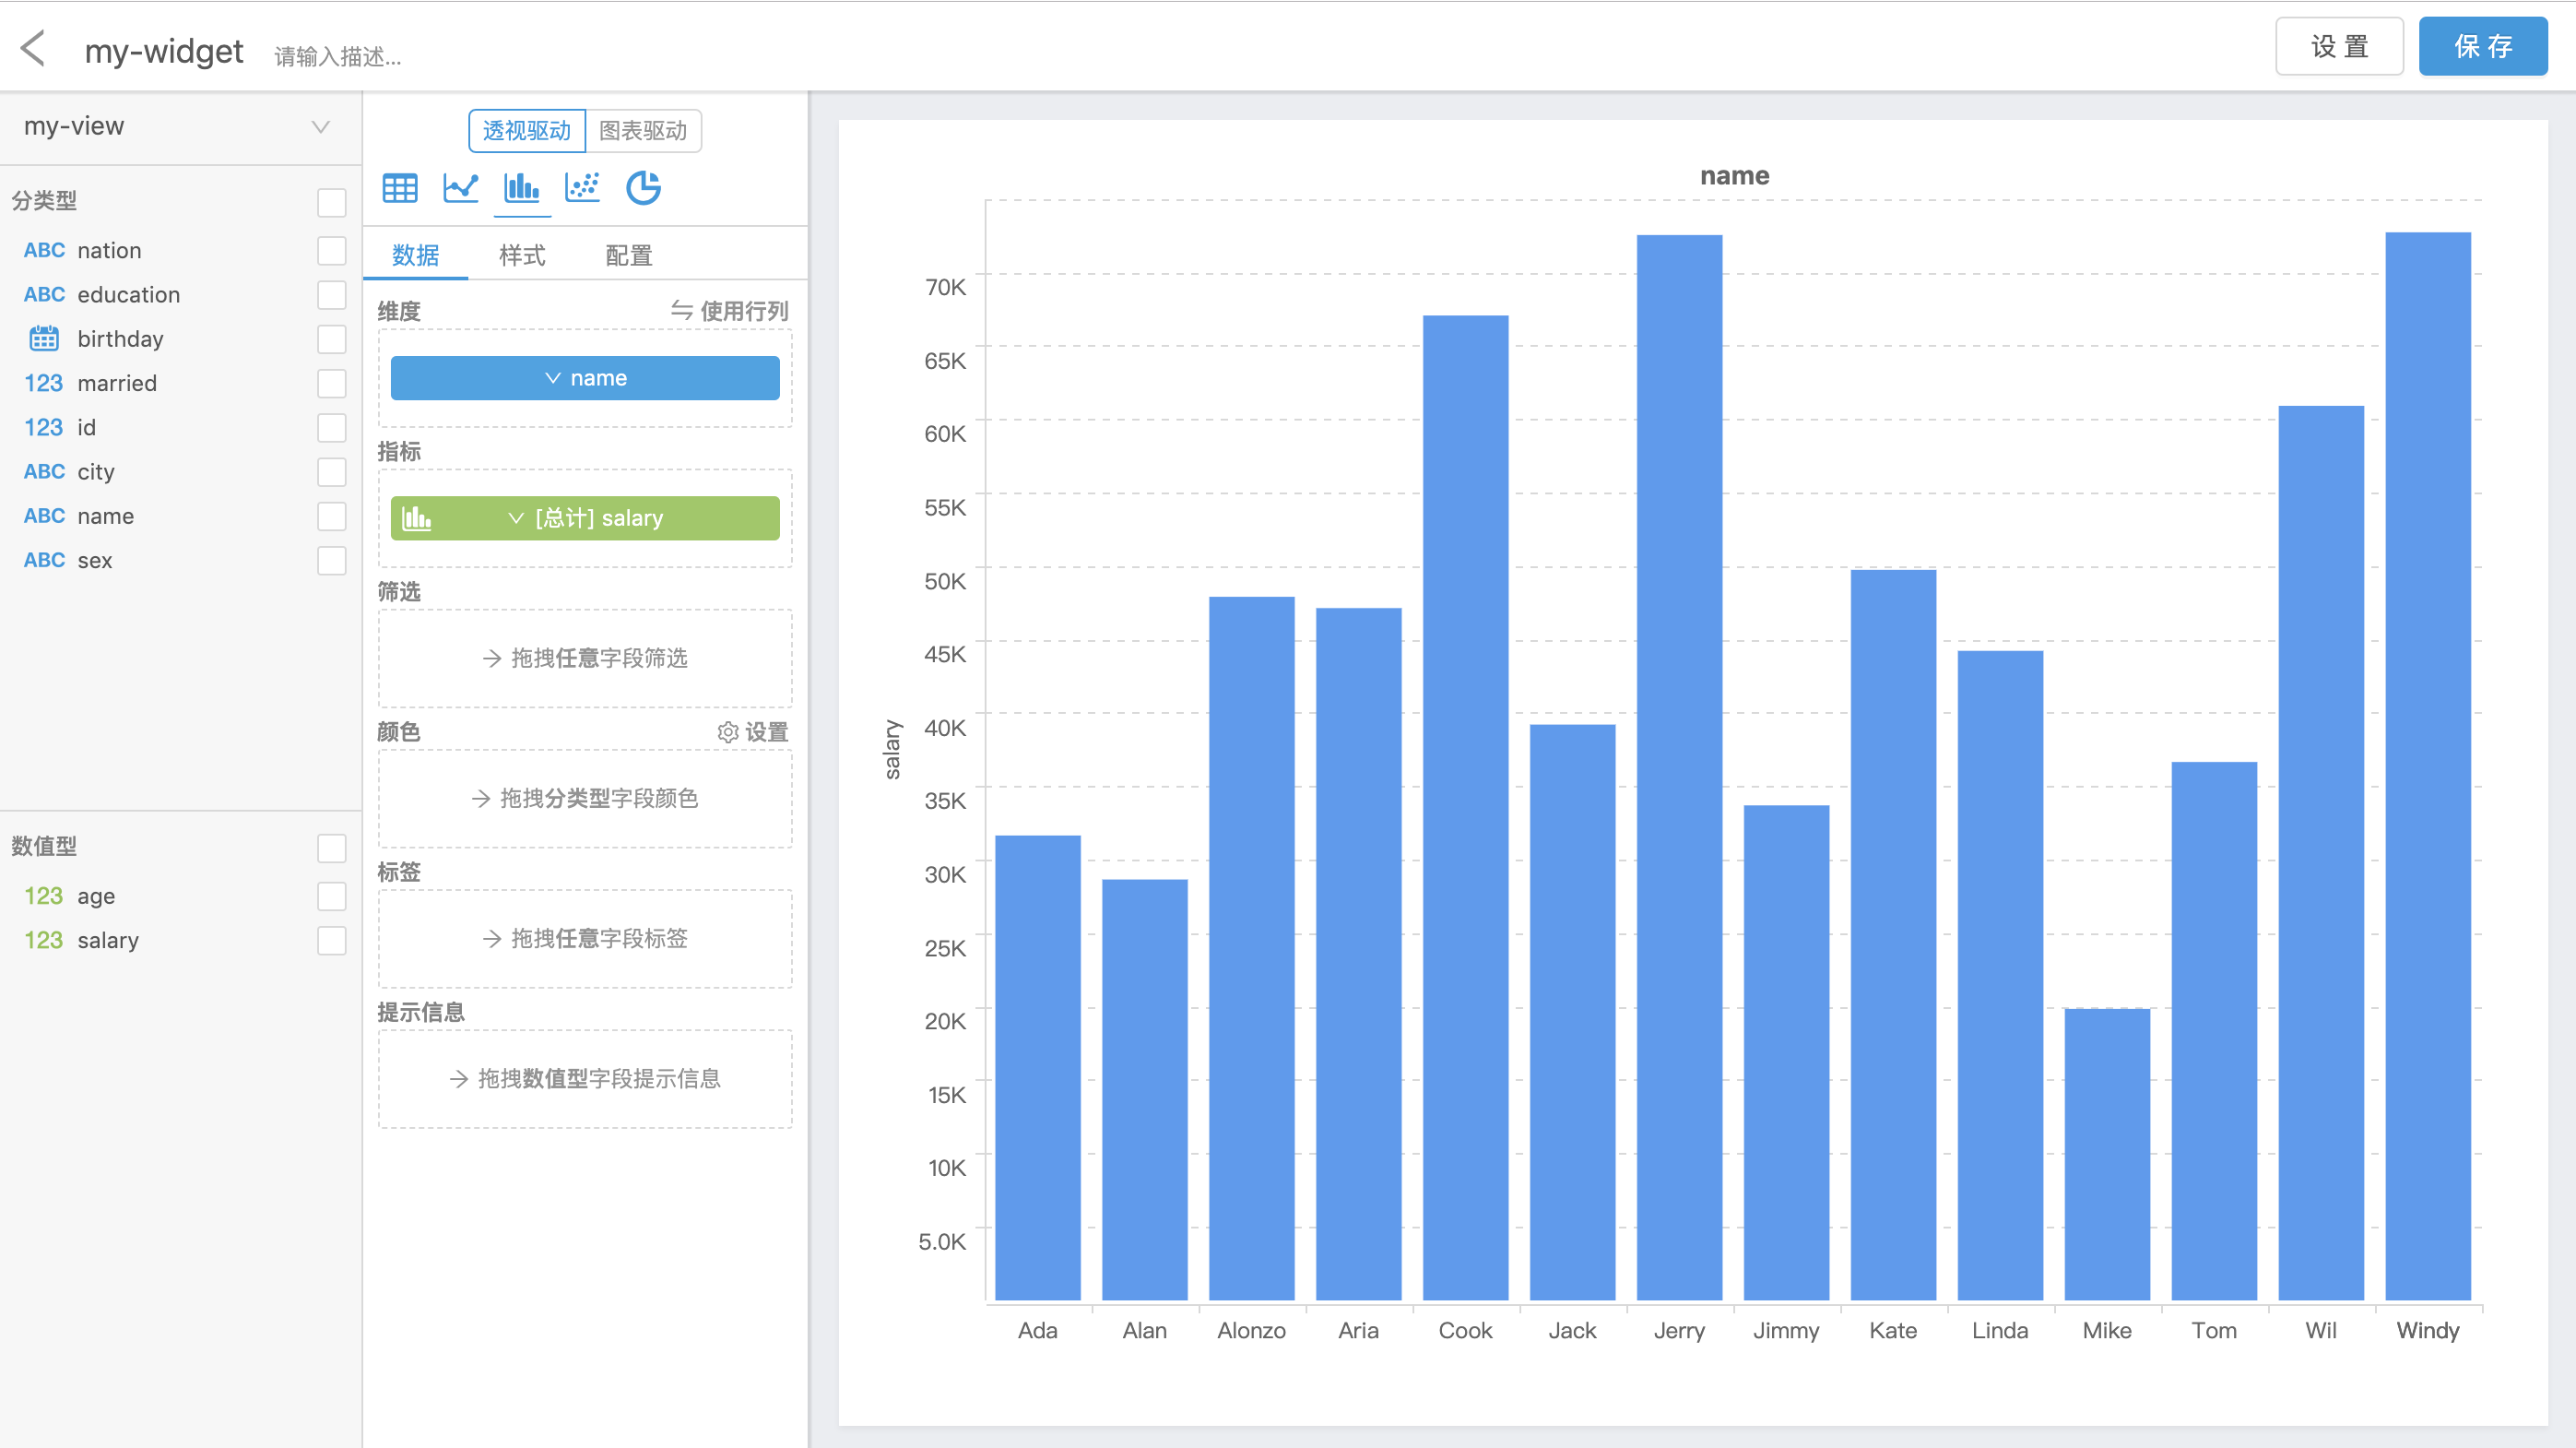 my-widget 请输入描述... 设 置 保 存
my-view
分类型
ABC nation
ABC education
birthday
123 married
123 id
ABC city
ABC name
ABC sex
数值型
123 age
123 salary
透视驱动 图表驱动
数据 样式 配置
维度 使用行列
name
指标
[总计] salary
筛选
拖拽任意字段筛选
颜色 设置
拖拽分类型字段颜色
标签
拖拽任意字段标签
提示信息
拖拽数值型字段提示信息
name
salary
70K
65K
60K
55K
50K
45K
40K
35K
30K
25K
20K
15K
10K
5.0K
Ada Alan Alonzo Aria Cook Jack Jerry Jimmy Kate Linda Mike Tom Wil Windy